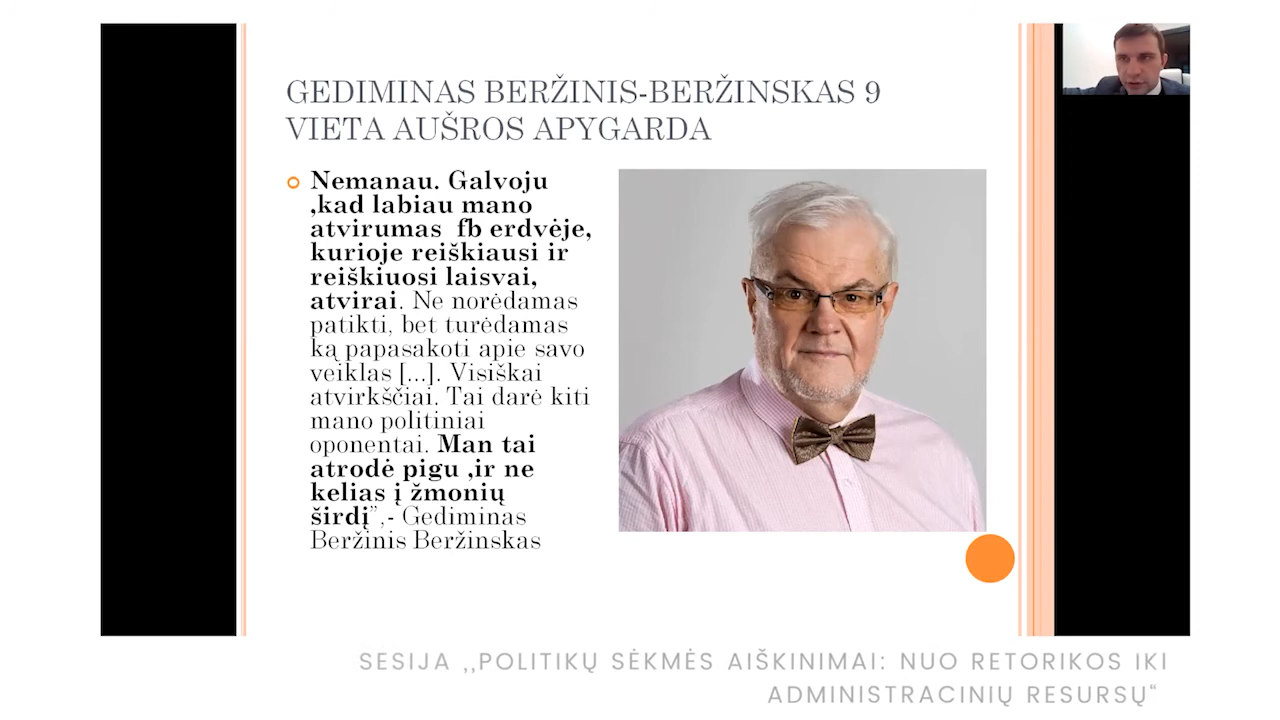 GEDIMINAS BERŽINIS-BERŽINSKAS 9
VIETA AUŠROS APYGARDA
Nemanau. Galvoju
,kad labiau mano
atvirumas fb erdvėje,
kurioje reiškiausi ir
reiškiuosi laisvai,
atvirai. Ne norėdamas
patikti, bet turėdamas
ką papasakoti apie savo
veiklas [...]. Visiškai
atvirkščiai. Tai darė kiti
mano politiniai
oponentai. Man tai
atrodė pigu ,ir ne
kelias į žmonių
širdį”,- Gediminas
Beržinis Beržinskas
SESIJA ,,POLITIKŲ SĖKMĖS AIŠKINIMAI: NUO RETORIKOS IKI
ADMINISTRACINIŲ RESURSŲ“